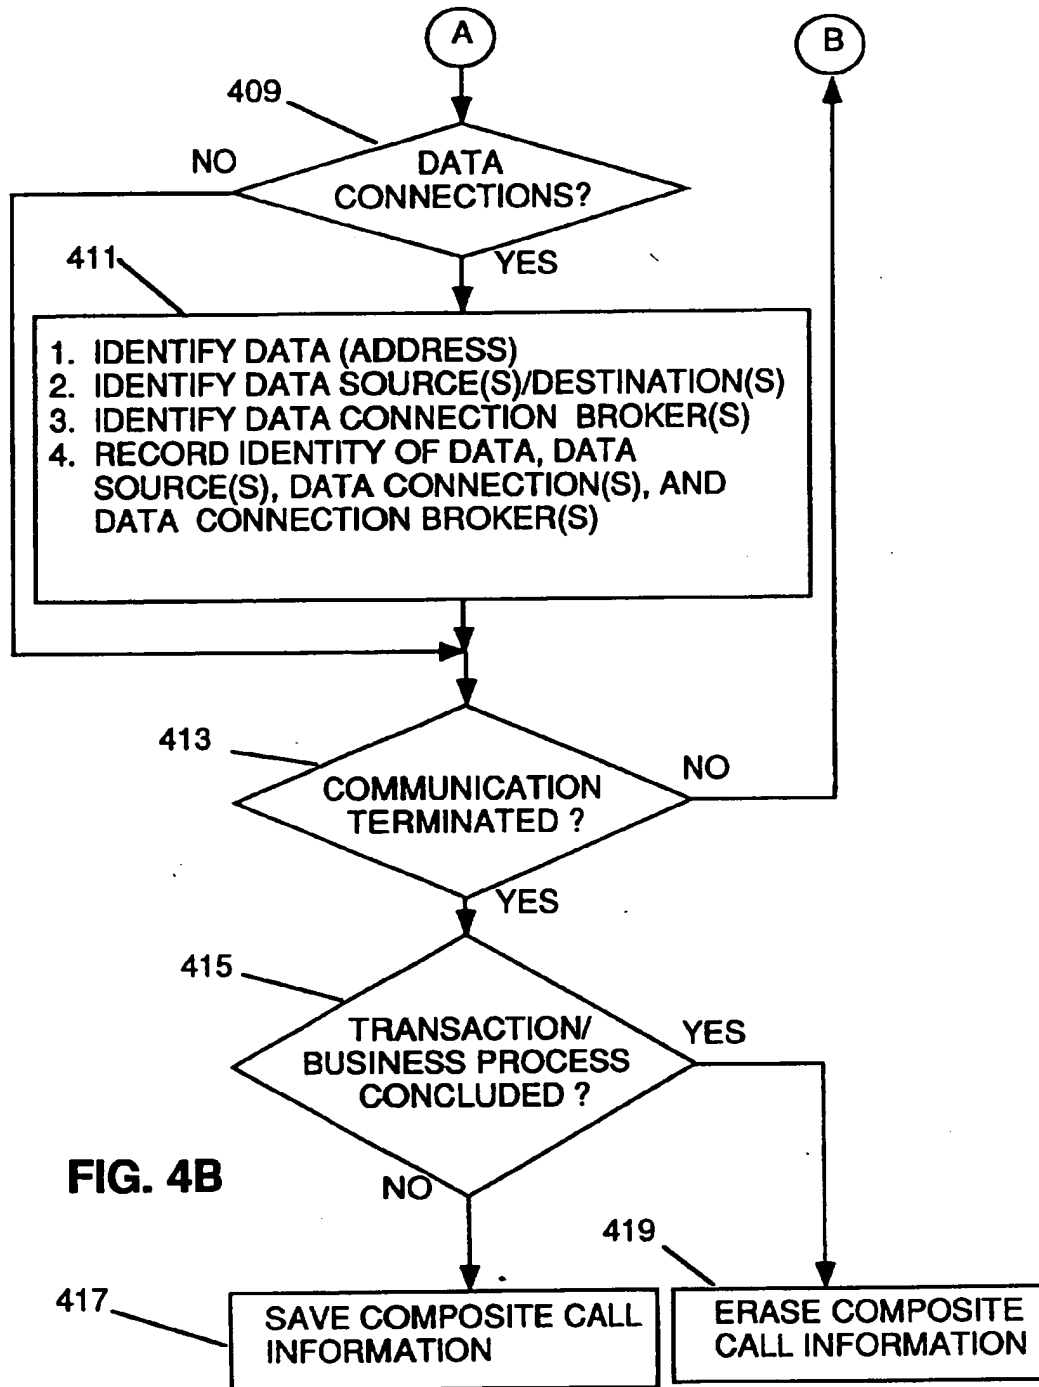 A
B
409
NO
DATA
CONNECTIONS?
411
YES
1. IDENTIFY DATA (ADDRESS)
2. IDENTIFY DATA SOURCE(S)/DESTINATION(S)
3. IDENTIFY DATA CONNECTION BROKER(S)
4. RECORD IDENTITY OF DATA, DATA
SOURCE(S), DATA CONNECTION(S), AND
DATA CONNECTION BROKER(S)
413
NO
COMMUNICATION
TERMINATED ?
YES
415
TRANSACTION/
BUSINESS PROCESS
CONCLUDED ?
YES
FIG. 4B
NO
419
417
SAVE COMPOSITE CALL
INFORMATION
ERASE COMPOSITE
CALL INFORMATION